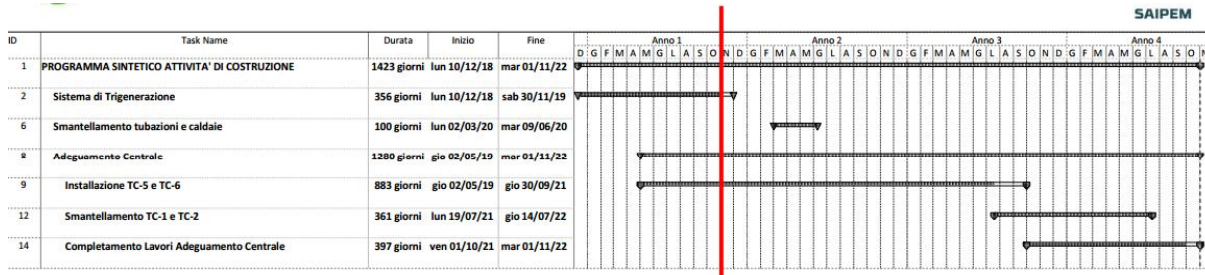 SAIPEM
ID Task Name Durata Inizio Fine Anno 1 Anno 2 Anno 3 Anno 4
D G F M A M G L A S O N D G F M A M G L A S O N D G F M A M G L A S O N D G F M A M G L A S O N
1 PROGRAMMA SINTETICO ATTIVITA' DI COSTRUZIONE 1423 giorni lun 10/12/18 mar 01/11/22
2 Sistema di Trigenerazione 356 giorni lun 10/12/18 sab 30/11/19
6 Smantellamento tubazioni e caldaie 100 giorni lun 02/03/20 mar 09/06/20
8 Adeguamento Centrale 1280 giorni gio 02/05/19 mar 01/11/22
9 Installazione TC-5 e TC-6 883 giorni gio 02/05/19 gio 30/09/21
12 Smantellamento TC-1 e TC-2 361 giorni lun 19/07/21 gio 14/07/22
14 Completamento Lavori Adeguamento Centrale 397 giorni ven 01/10/21 mar 01/11/22